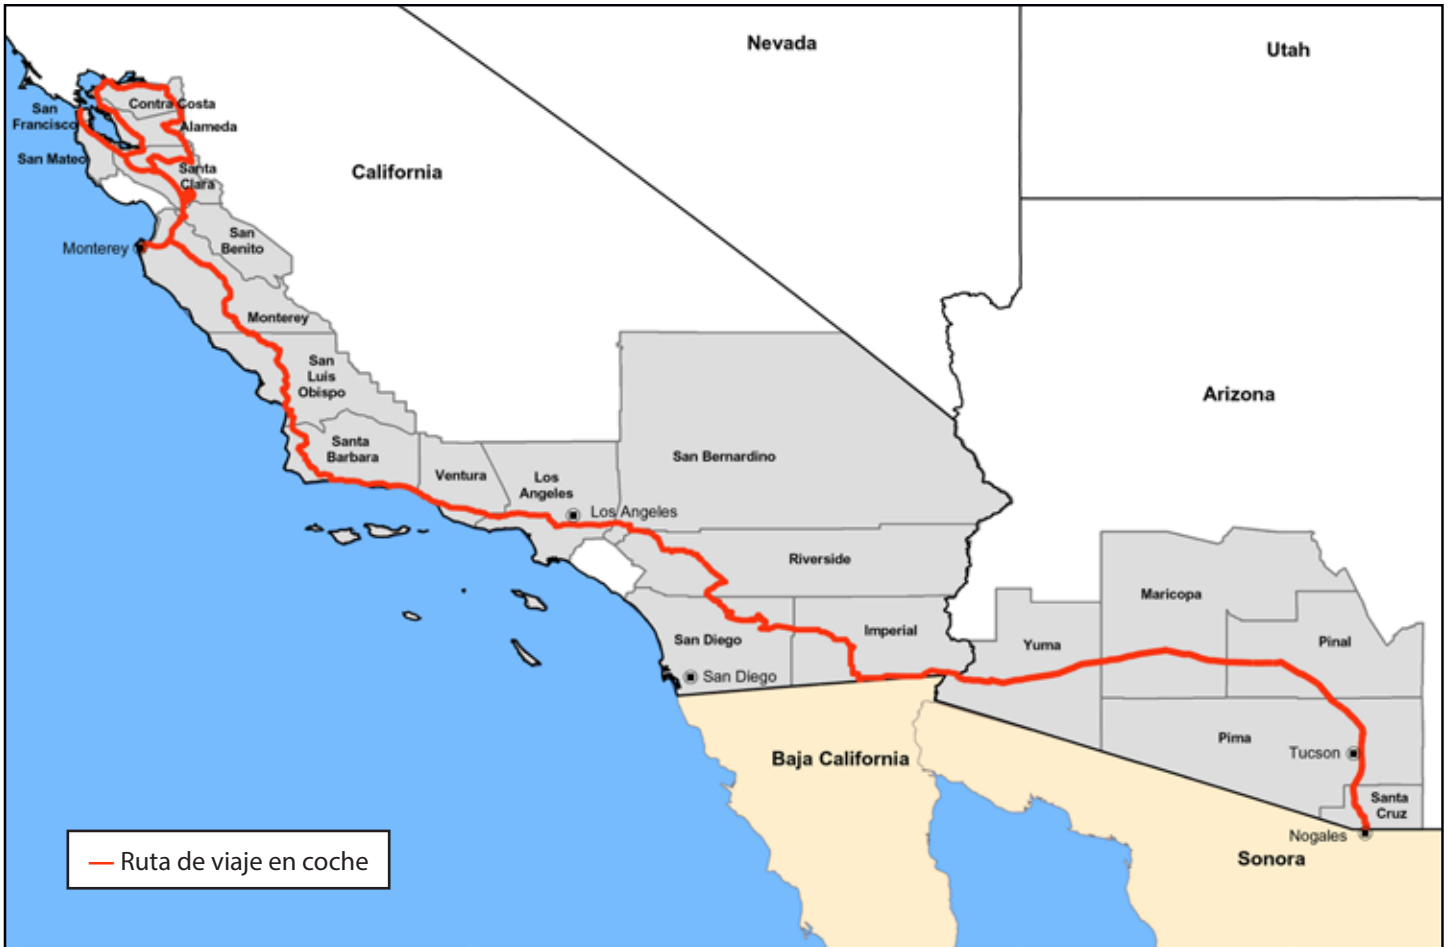 Nevada
Utah
Contra Costa
San
Francisco
Alameda
San Mateo
Santa
Clara
California
San
Benito
Monterey
Monterey
San
Luis
Obispo
Arizona
Santa
Barbara
Ventura
Los
Angeles
San Bernardino
Los Angeles
Riverside
Maricopa
Imperial
Yuma
Pinal
San Diego
San Diego
Pima
Tucson
Baja California
Santa
Cruz
Nogales
Sonora
Ruta de viaje en coche